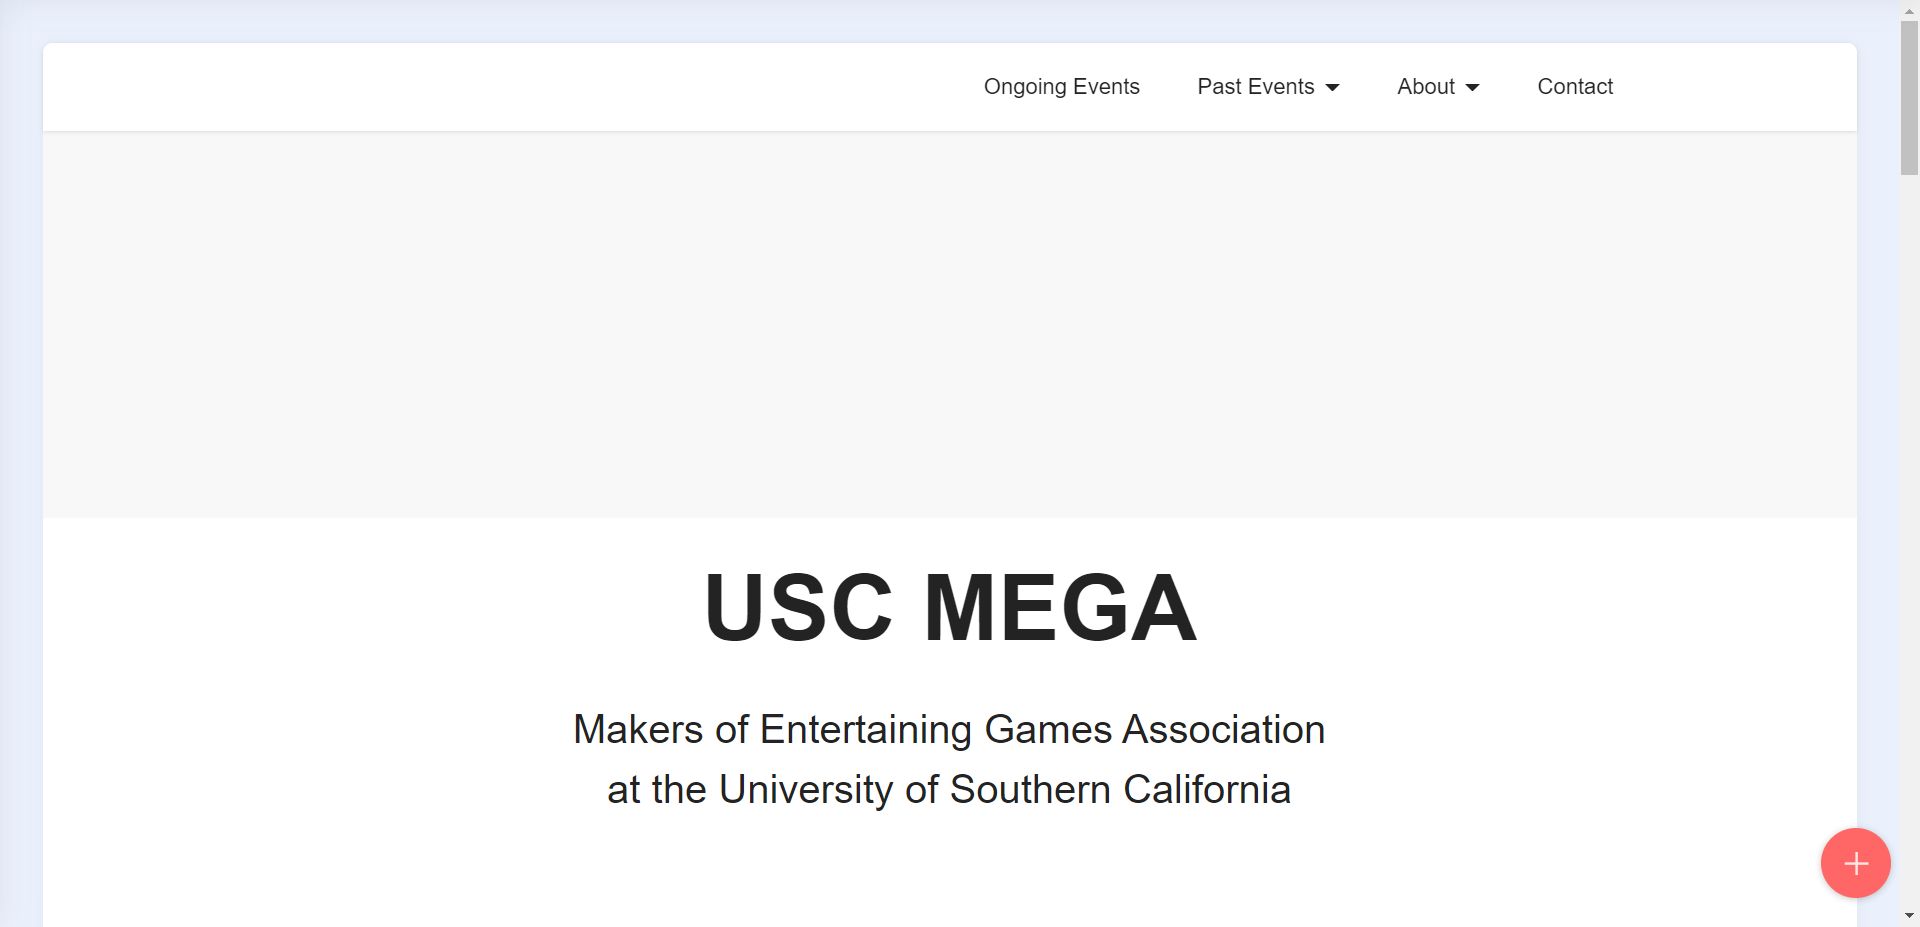 Ongoing Events Past Events About Contact
USC MEGA
Makers of Entertaining Games Association
at the University of Southern California